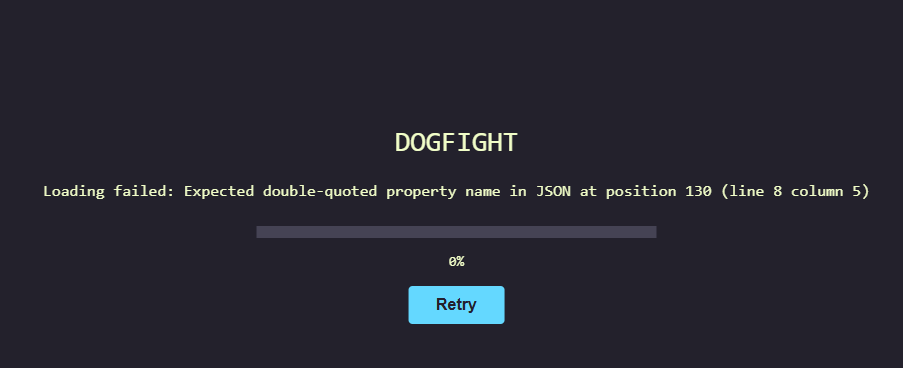 DOGFIGHT
Loading failed: Expected double-quoted property name in JSON at position 130 (line 8 column 5)
0%
Retry